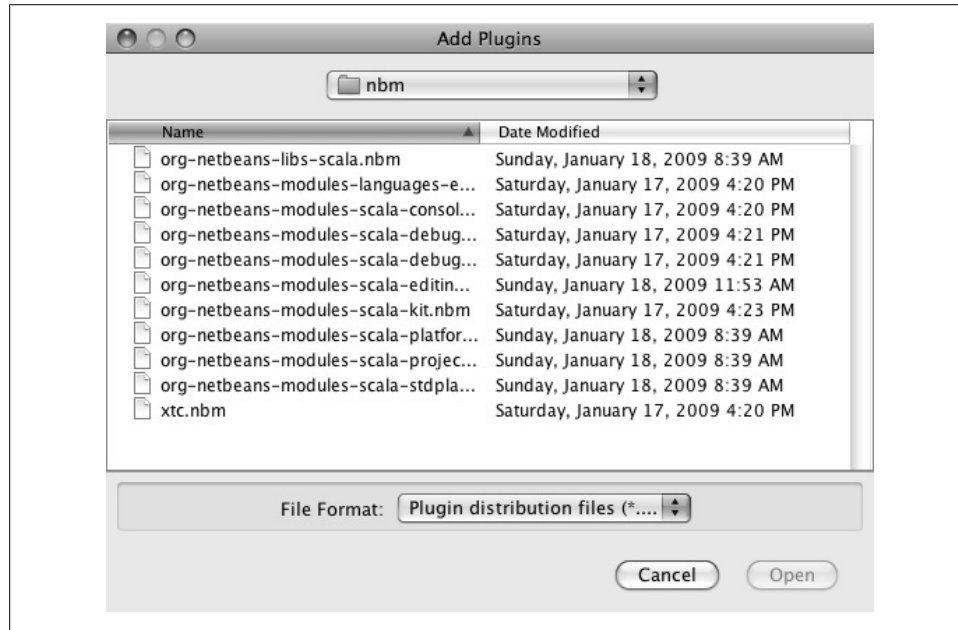 Add Plugins
nbm
Name Date Modified
org-netbeans-libs-scala.nbm Sunday, January 18, 2009 8:39 AM
org-netbeans-modules-languages-e... Saturday, January 17, 2009 4:20 PM
org-netbeans-modules-scala-consol... Saturday, January 17, 2009 4:20 PM
org-netbeans-modules-scala-debug... Saturday, January 17, 2009 4:21 PM
org-netbeans-modules-scala-debug... Saturday, January 17, 2009 4:21 PM
org-netbeans-modules-scala-editin... Sunday, January 18, 2009 11:53 AM
org-netbeans-modules-scala-kit.nbm Saturday, January 17, 2009 4:23 PM
org-netbeans-modules-scala-platfor... Sunday, January 18, 2009 8:39 AM
org-netbeans-modules-scala-projec... Sunday, January 18, 2009 8:39 AM
org-netbeans-modules-scala-stdpla... Sunday, January 18, 2009 8:39 AM
xtc.nbm Saturday, January 17, 2009 4:20 PM
File Format: Plugin distribution files (*....
Cancel Open